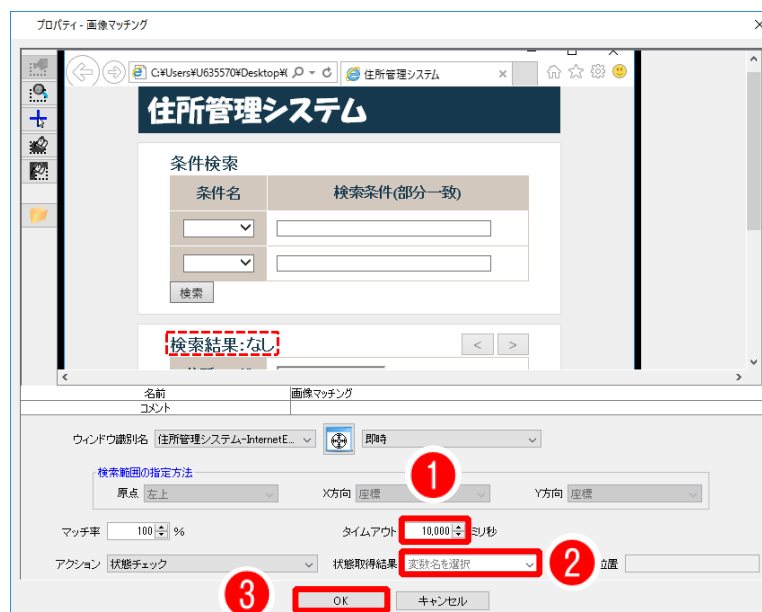 プロパティ - 画像マッチング
C:¥Users¥U635570¥Desktop¥( 住所管理システム
住所管理システム
条件検索
条件名 検索条件(部分一致)
検索
検索結果:なし < >
名前 画像マッチング
コメント
ウィンドウ識別名 住所管理システム-InternetE... 即時
検索範囲の指定方法
原点 左上 X方向 座標 Y方向 座標
1
マッチ率 100 % タイムアウト 10,000 ミリ秒
アクション 状態チェック 状態取得結果 変数名を選択 2 位置
3 OK キャンセル